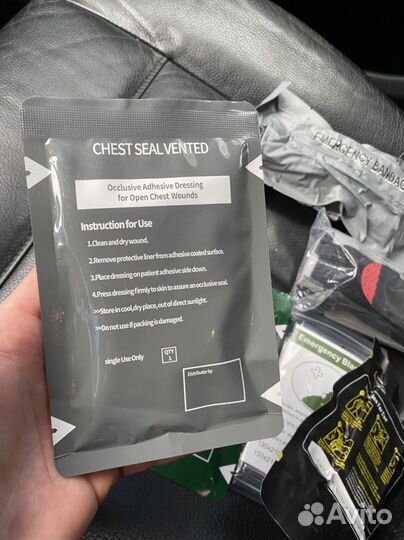 CHEST SEAL VENTED
Occlusive Adhesive Dressing
for Open Chest Wounds
Instruction for Use
1.Clean and dry wound.
2.Remove protective liner from adhesive coated surface.
3.Place dressing on patient adhesive side down.
4.Press dressing firmly to skin to assure an occlusive seal.
>>Store in cool,dry place, out of direct sunlight.
>>Do not use if packing is damaged.
single Use Only
QTY
1
Distributor by
EMERGENCY BANDAG
Emergency Bla
Avito